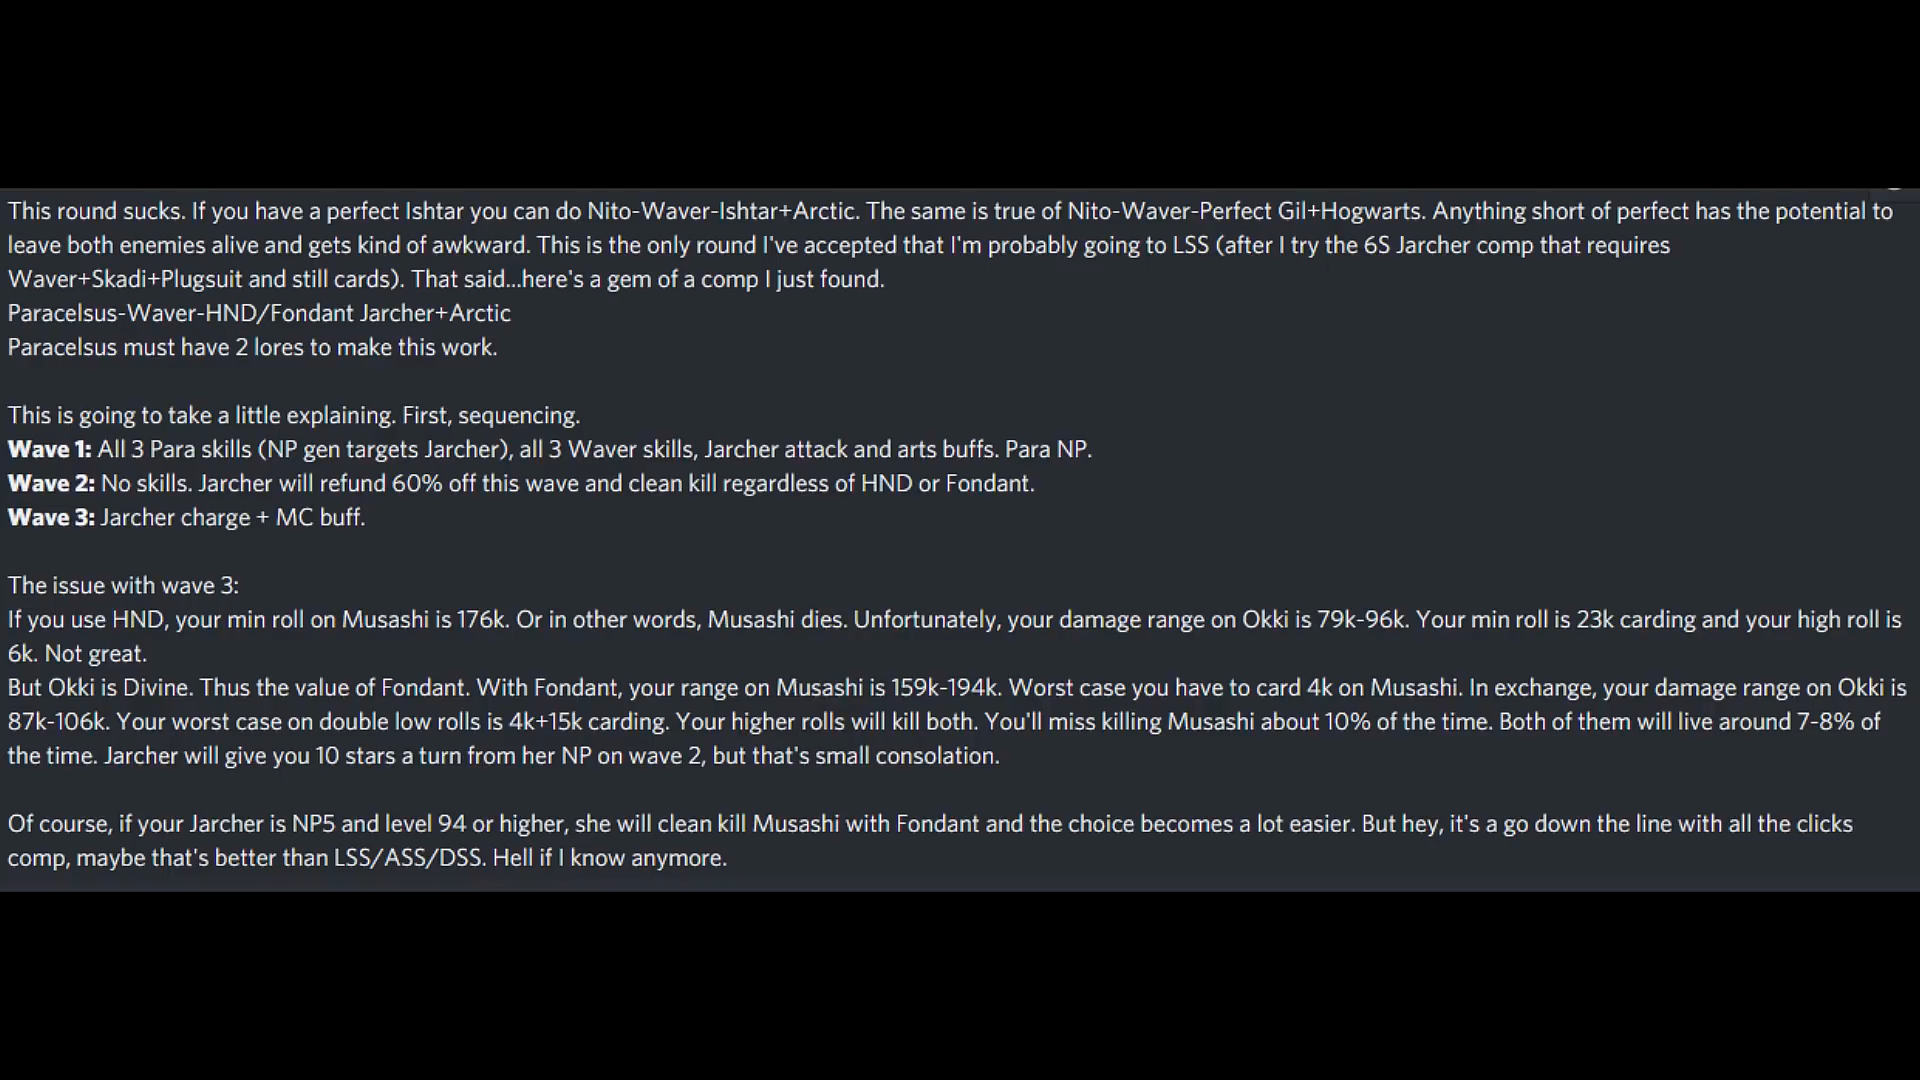 This round sucks. If you have a perfect Ishtar you can do Nito-Waver-Ishtar+Arctic. The same is true of Nito-Waver-Perfect Gil+Hogwarts. Anything short of perfect has the potential to
leave both enemies alive and gets kind of awkward. This is the only round I've accepted that I'm probably going to LSS (after I try the 6S Jarcher comp that requires
Waver+Skadi+Plugsuit and still cards). That said...here's a gem of a comp I just found.
Paracelsus-Waver-HND/Fondant Jarcher+Arctic
Paracelsus must have 2 lores to make this work.
This is going to take a little explaining. First, sequencing.
Wave 1: All 3 Para skills (NP gen targets Jarcher), all 3 Waver skills, Jarcher attack and arts buffs. Para NP.
Wave 2: No skills. Jarcher will refund 60% off this wave and clean kill regardless of HND or Fondant.
Wave 3: Jarcher charge + MC buff.
The issue with wave 3:
If you use HND, your min roll on Musashi is 176k. Or in other words, Musashi dies. Unfortunately, your damage range on Okki is 79k-96k. Your min roll is 23k carding and your high roll is
6k. Not great.
But Okki is Divine. Thus the value of Fondant. With Fondant, your range on Musashi is 159k-194k. Worst case you have to card 4k on Musashi. In exchange, your damage range on Okki is
87k-106k. Your worst case on double low rolls is 4k+15k carding. Your higher rolls will kill both. You'll miss killing Musashi about 10% of the time. Both of them will live around 7-8% of
the time. Jarcher will give you 10 stars a turn from her NP on wave 2, but that's small consolation.
Of course, if your Jarcher is NP5 and level 94 or higher, she will clean kill Musashi with Fondant and the choice becomes a lot easier. But hey, it's a go down the line with all the clicks
comp, maybe that's better than LSS/ASS/DSS. Hell if I know anymore.